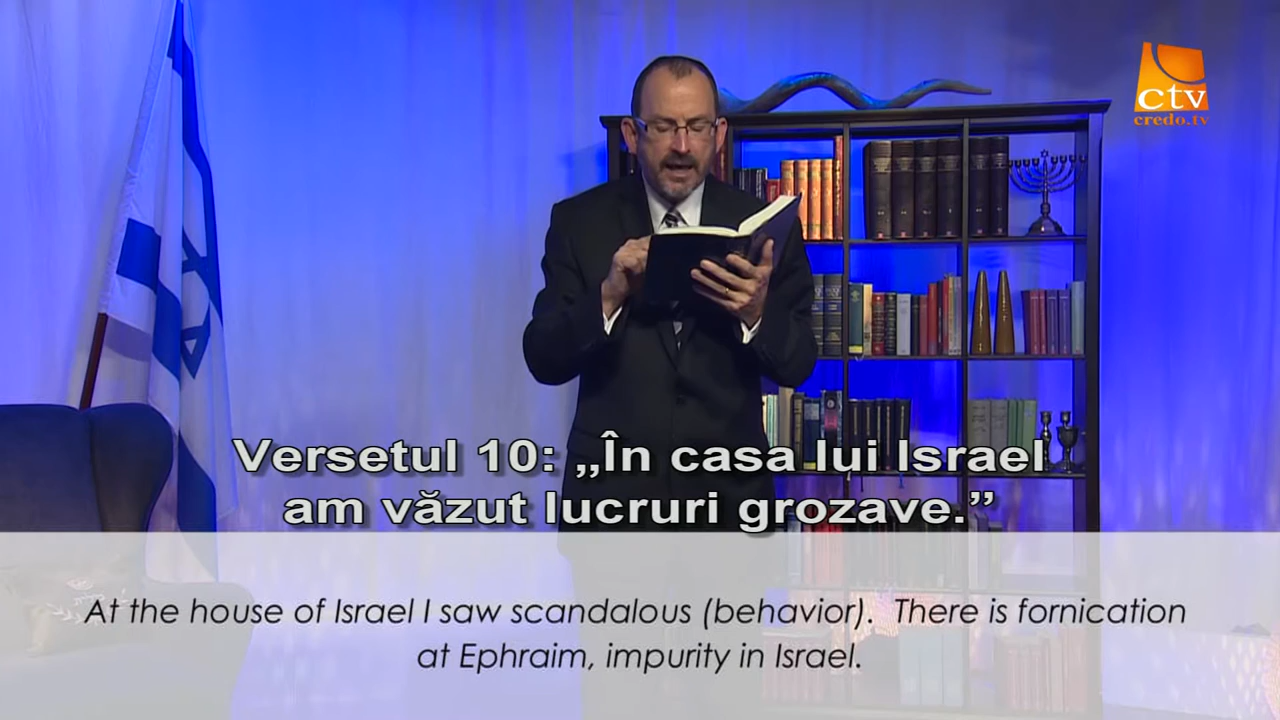 ctv
credo.tv
Versetul 10: „În casa lui Israel
am văzut lucruri grozave.”
At the house of Israel I saw scandalous (behavior). There is fornication
at Ephraim, impurity in Israel.